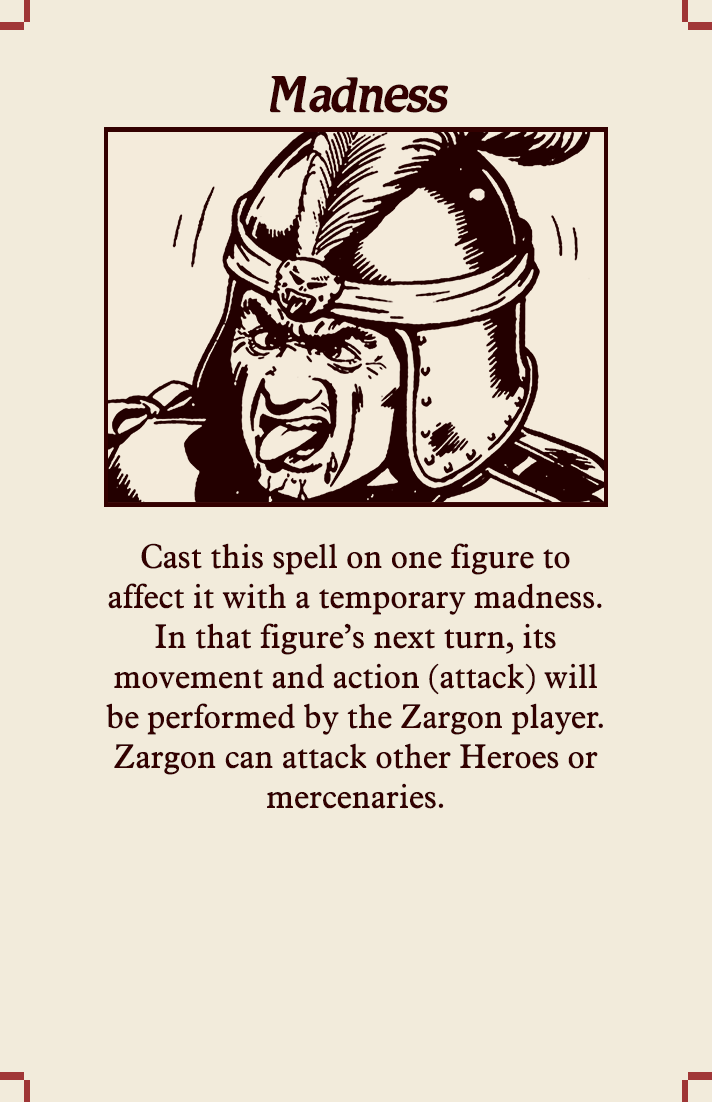 Madness
Cast this spell on one figure to
affect it with a temporary madness.
In that figure’s next turn, its
movement and action (attack) will
be performed by the Zargon player.
Zargon can attack other Heroes or
mercenaries.